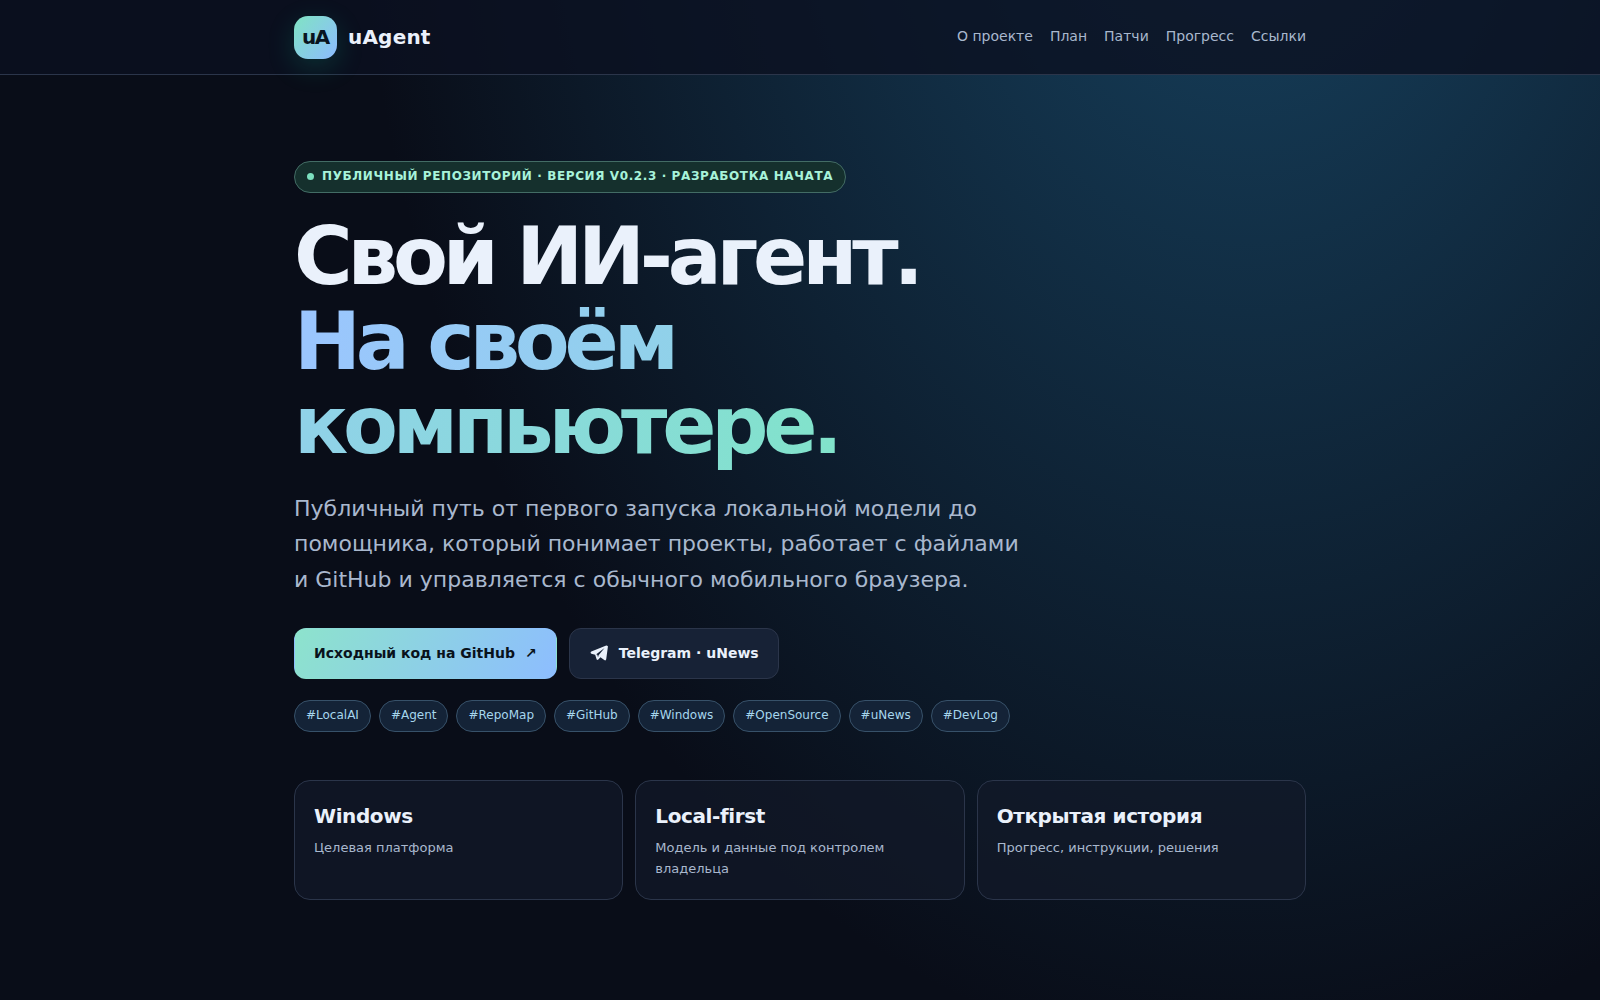 uA uAgent
О проекте План Патчи Прогресс Ссылки
ПУБЛИЧНЫЙ РЕПОЗИТОРИЙ · ВЕРСИЯ V0.2.3 · РАЗРАБОТКА НАЧАТА
Свой ИИ-агент.
На своём
компьютере.
Публичный путь от первого запуска локальной модели до
помощника, который понимает проекты, работает с файлами
и GitHub и управляется с обычного мобильного браузера.
Исходный код на GitHub ↗ Telegram · uNews
#LocalAI #Agent #RepoMap #GitHub #Windows #OpenSource #uNews #DevLog
Windows
Целевая платформа
Local-first
Модель и данные под контролем
владельца
Открытая история
Прогресс, инструкции, решения